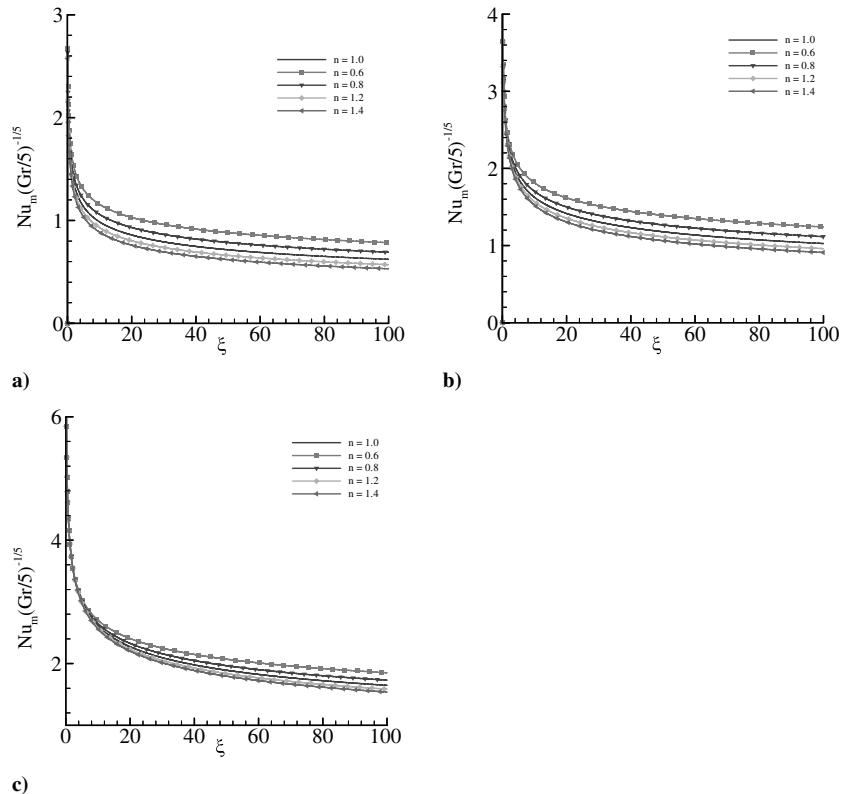 3
2
1
0
0 20 40 60 80 100
ξ
Nu_m(Gr/5)^-1/5
n = 1.0
n = 0.6
n = 0.8
n = 1.2
n = 1.4
a)
4
3
2
1
0
0 20 40 60 80 100
ξ
Nu_m(Gr/5)^-1/5
n = 1.0
n = 0.6
n = 0.8
n = 1.2
n = 1.4
b)
6
4
2
0 20 40 60 80 100
ξ
Nu_m(Gr/5)^-1/5
n = 1.0
n = 0.6
n = 0.8
n = 1.2
n = 1.4
c)